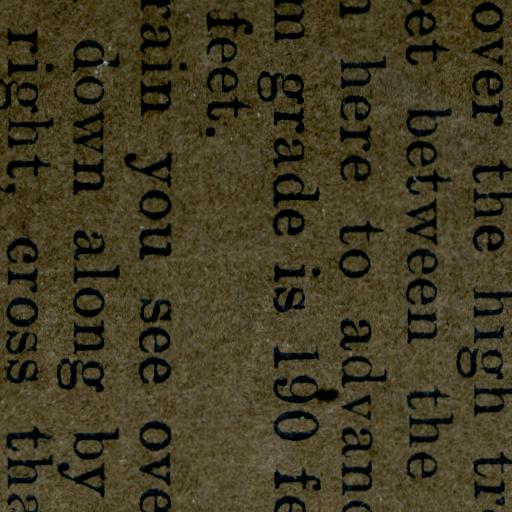 over the high tr
et between the
n here to advanc
m grade is 190 fe
feet.
rain you see ove
down along by
right, cross tha